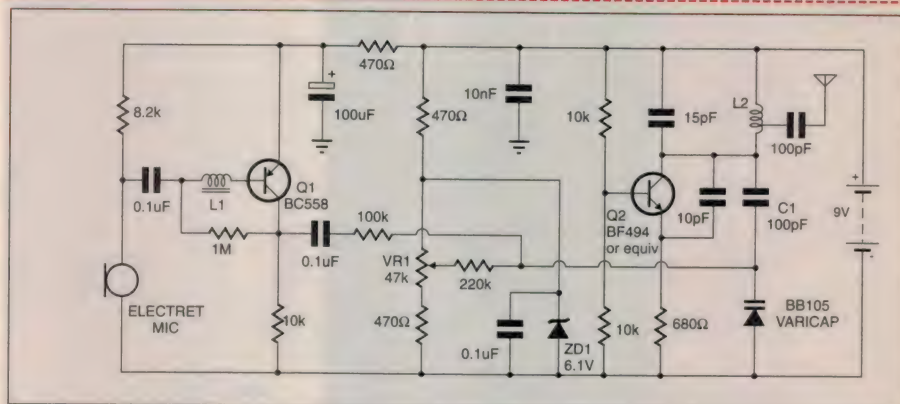 470Ω
8.2k
+
100uF
470Ω
10nF
10k
15pF
L2
100pF
0.1uF
L1
Q1
BC558
1M
0.1uF
100k
VR1
47k
220k
Q2
BF494
or equiv
10pF
C1
100pF
+
9V
-
ELECTRET
MIC
10k
470Ω
0.1uF
ZD1
6.1V
10k
680Ω
BB105
VARICAP